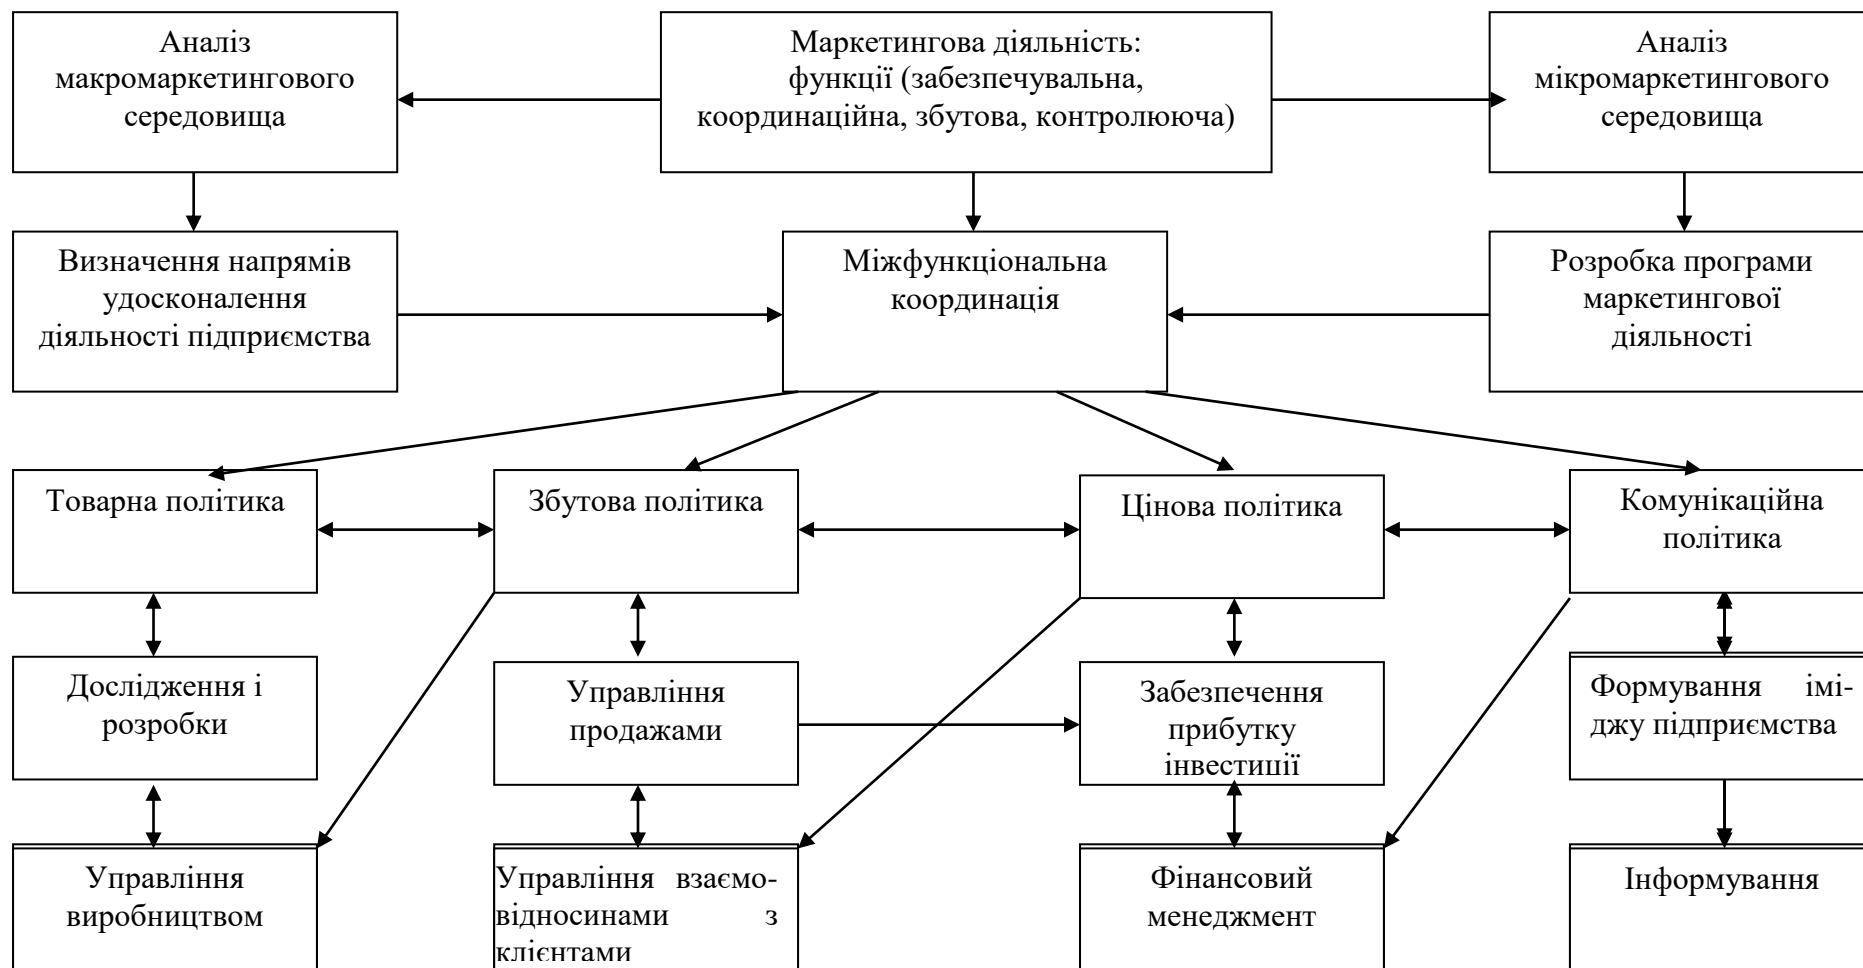 Аналіз
макромаркетингового
середовища
Маркетингова діяльність:
функції (забезпечувальна,
координаційна, збутова, контролююча)
Аналіз
мікромаркетингового
середовища
Визначення напрямів
удосконалення
діяльності підприємства
Міжфункціональна
координація
Розробка програми
маркетингової
діяльності
Товарна політика
Збутова політика
Цінова політика
Комунікаційна
політика
Дослідження і
розробки
Управління
продажами
Забезпечення
прибутку
інвестиції
Формування імі-
джу підприємства
Управління
виробництвом
Управління взаємо-
відносинами з
клієнтами
Фінансовий
менеджмент
Інформування